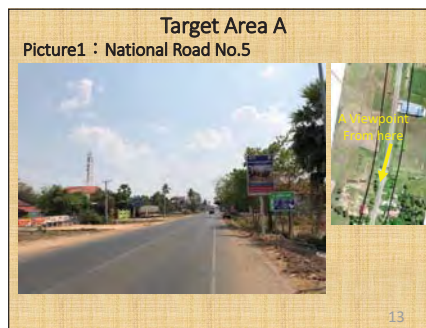 Target Area A
Picture1：National Road No.5
A Viewpoint
From here
13